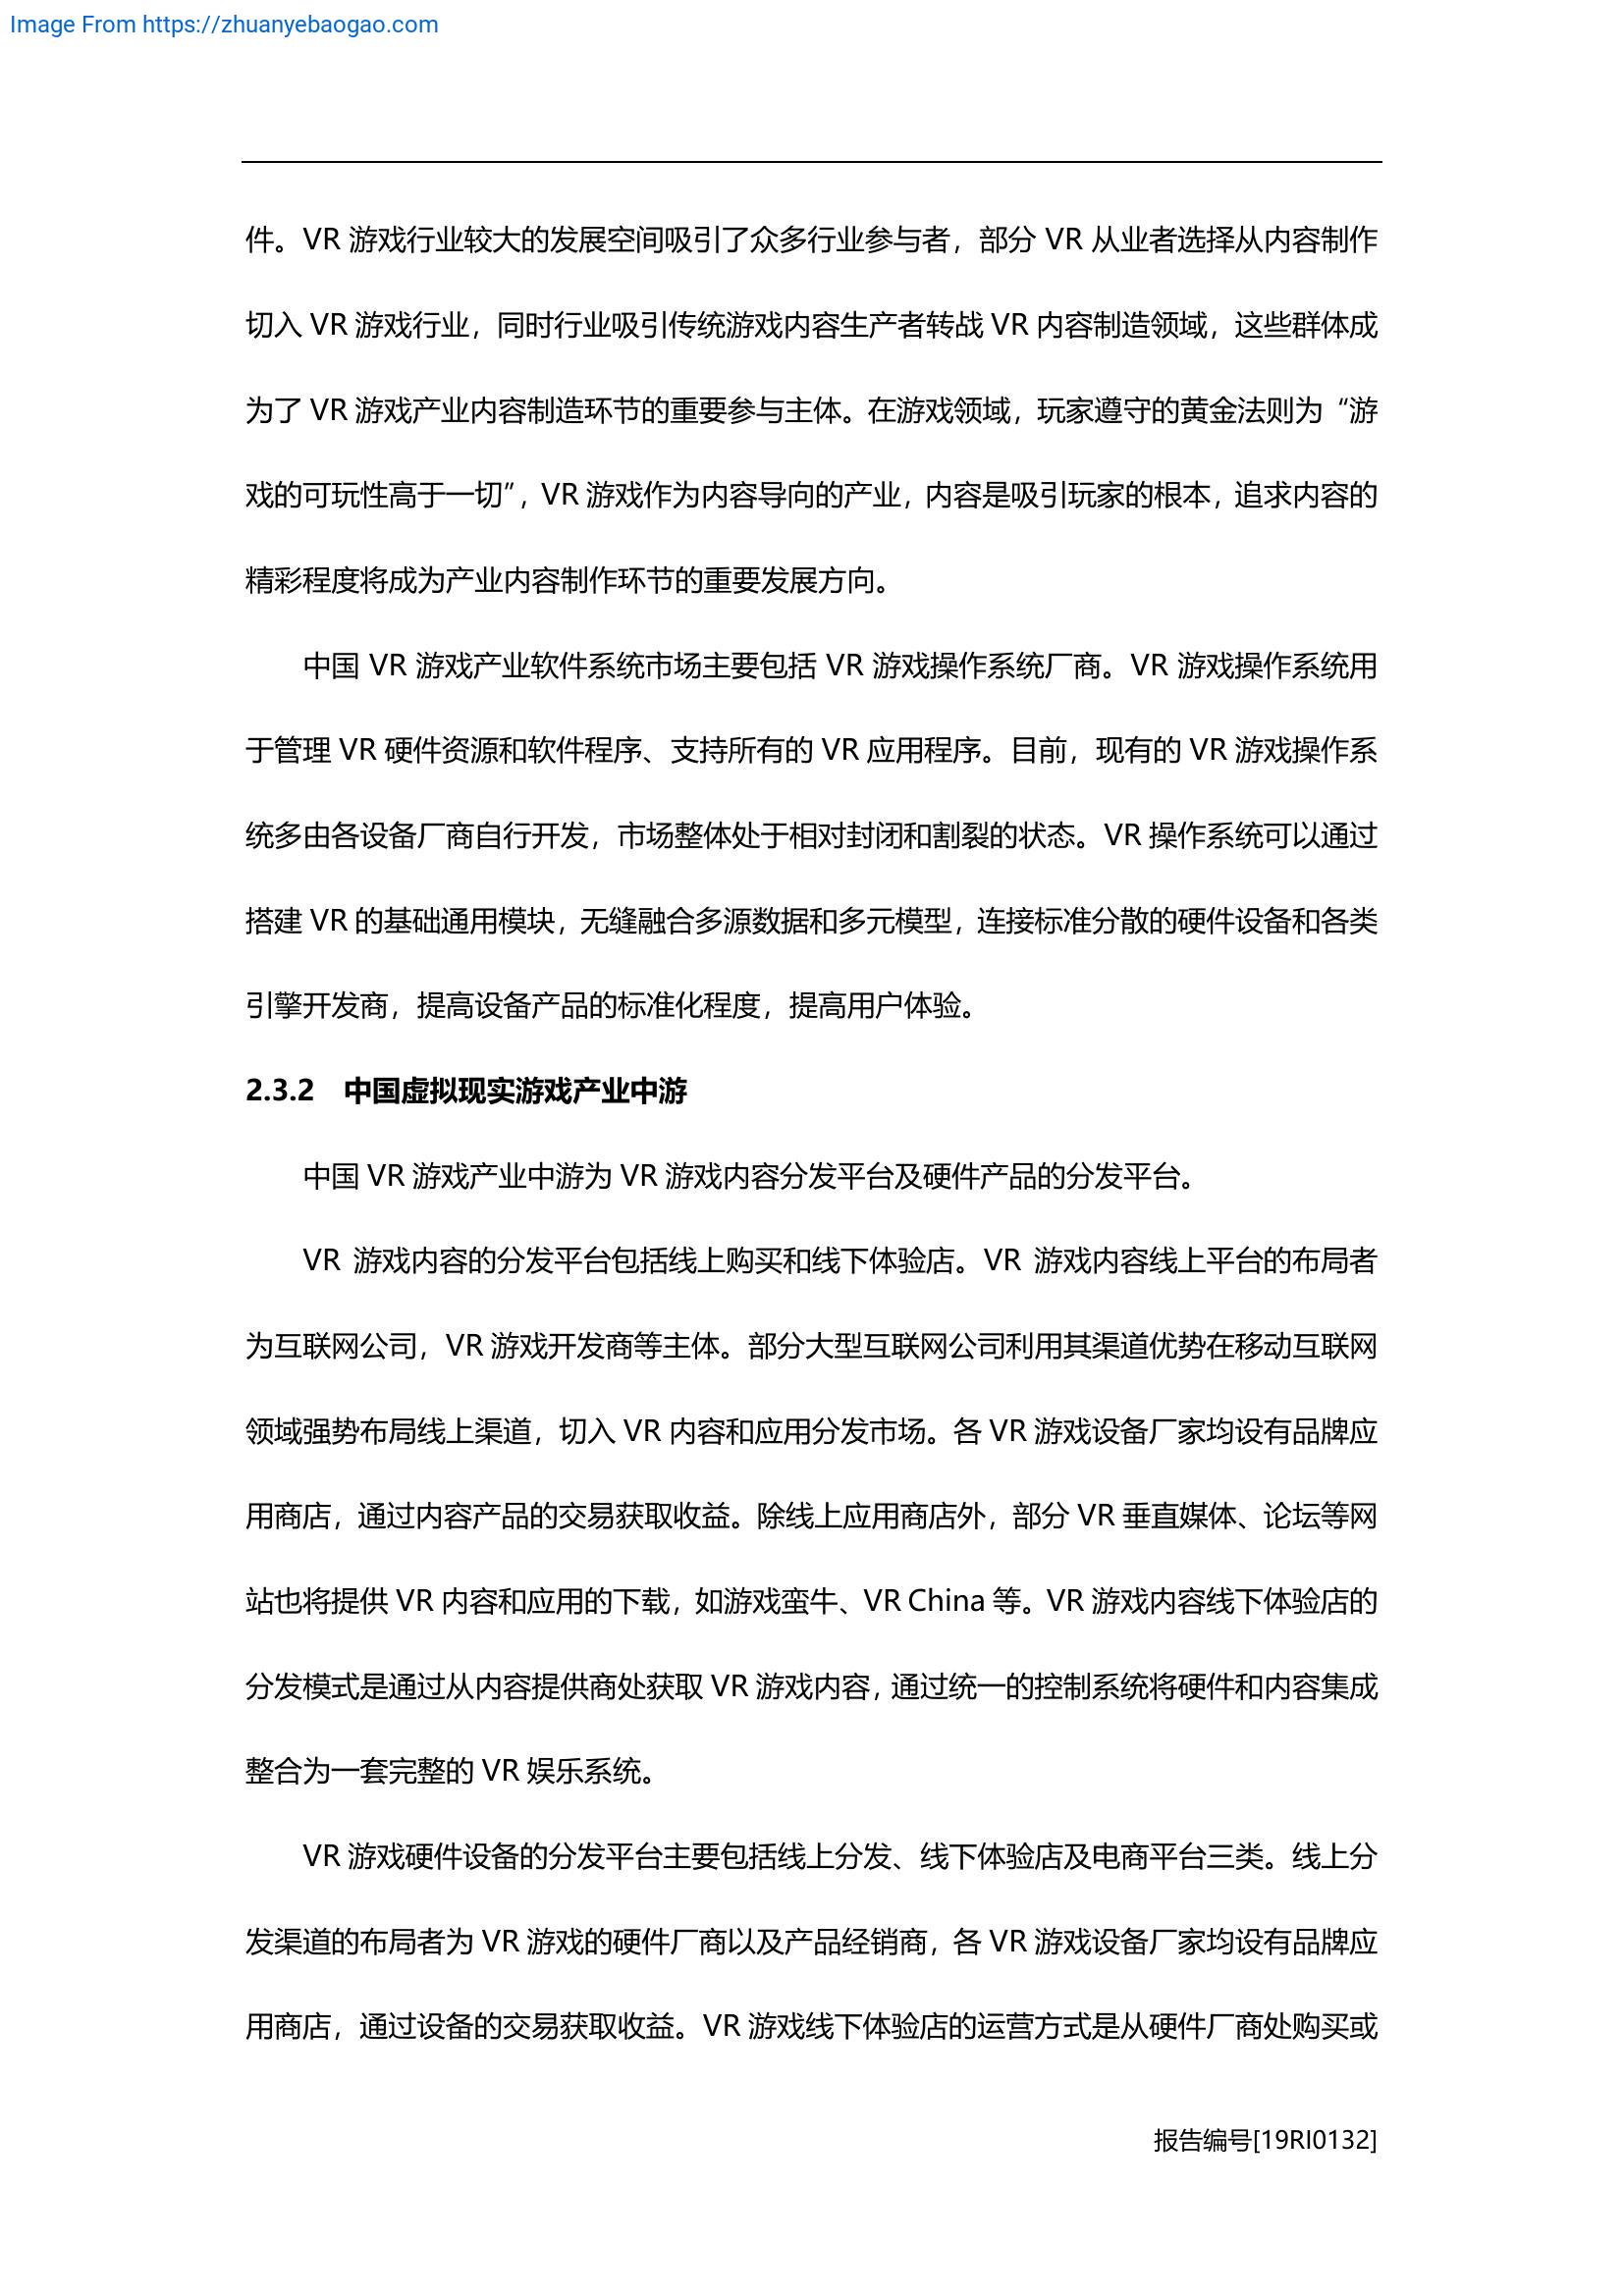 Image From https://zhuanyebaogao.com
件。VR 游戏行业较大的发展空间吸引了众多行业参与者，部分 VR 从业者选择从内容制作
切入 VR 游戏行业，同时行业吸引传统游戏内容生产者转战 VR 内容制造领域，这些群体成
为了 VR 游戏产业内容制造环节的重要参与主体。在游戏领域，玩家遵守的黄金法则为“游
戏的可玩性高于一切”，VR 游戏作为内容导向的产业，内容是吸引玩家的根本，追求内容的
精彩程度将成为产业内容制作环节的重要发展方向。
中国 VR 游戏产业软件系统市场主要包括 VR 游戏操作系统厂商。VR 游戏操作系统用
于管理 VR 硬件资源和软件程序、支持所有的 VR 应用程序。目前，现有的 VR 游戏操作系
统多由各设备厂商自行开发，市场整体处于相对封闭和割裂的状态。VR 操作系统可以通过
搭建 VR 的基础通用模块，无缝融合多源数据和多元模型，连接标准分散的硬件设备和各类
引擎开发商，提高设备产品的标准化程度，提高用户体验。
2.3.2 中国虚拟现实游戏产业中游
中国 VR 游戏产业中游为 VR 游戏内容分发平台及硬件产品的分发平台。
VR 游戏内容的分发平台包括线上购买和线下体验店。VR 游戏内容线上平台的布局者
为互联网公司，VR 游戏开发商等主体。部分大型互联网公司利用其渠道优势在移动互联网
领域强势布局线上渠道，切入 VR 内容和应用分发市场。各 VR 游戏设备厂家均设有品牌应
用商店，通过内容产品的交易获取收益。除线上应用商店外，部分 VR 垂直媒体、论坛等网
站也将提供 VR 内容和应用的下载，如游戏蛮牛、VR China 等。VR 游戏内容线下体验店的
分发模式是通过从内容提供商处获取 VR 游戏内容，通过统一的控制系统将硬件和内容集成
整合为一套完整的 VR 娱乐系统。
VR 游戏硬件设备的分发平台主要包括线上分发、线下体验店及电商平台三类。线上分
发渠道的布局者为 VR 游戏的硬件厂商以及产品经销商，各 VR 游戏设备厂家均设有品牌应
用商店，通过设备的交易获取收益。VR 游戏线下体验店的运营方式是从硬件厂商处购买或
报告编号[19RI0132]